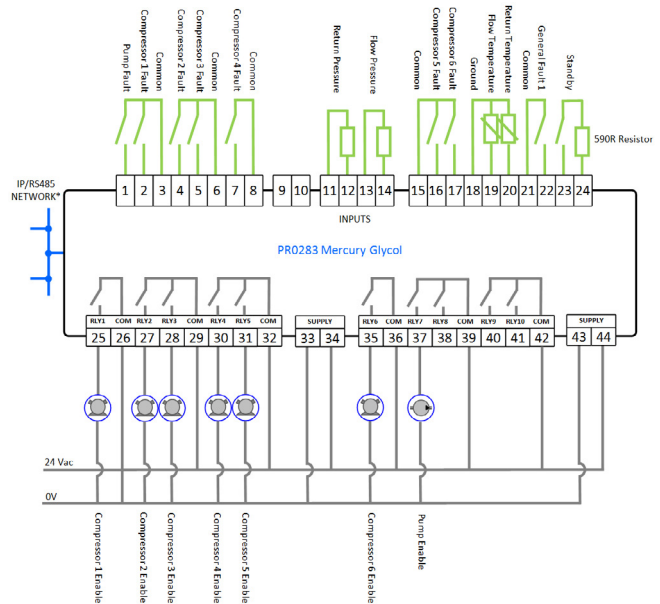 Pump Fault
Compressor 1 Fault
Common
Compressor 2 Fault
Compressor 3 Fault
Common
Compressor 4 Fault
Common
Return Pressure
Flow Pressure
Common
Compressor 5 Fault
Compressor 6 Fault
Ground
Flow Temperature
Return Temperature
Common
General Fault 1
Standby
590R Resistor
IP/RS485
NETWORK*
1 2 3 4 5 6 7 8 9 10 11 12 13 14 15 16 17 18 19 20 21 22 23 24
INPUTS
PR0283 Mercury Glycol
RLY1 COM RLY2 RLY3 COM RLY4 RLY5 COM SUPPLY RLY6 COM RLY7 RLY8 COM RLY9 RLY10 COM SUPPLY
25 26 27 28 29 30 31 32 33 34 35 36 37 38 39 40 41 42 43 44
24 Vac
0V
Compressor 1 Enable
Compressor 2 Enable
Compressor 3 Enable
Compressor 4 Enable
Compressor 5 Enable
Compressor 6 Enable
Pump Enable